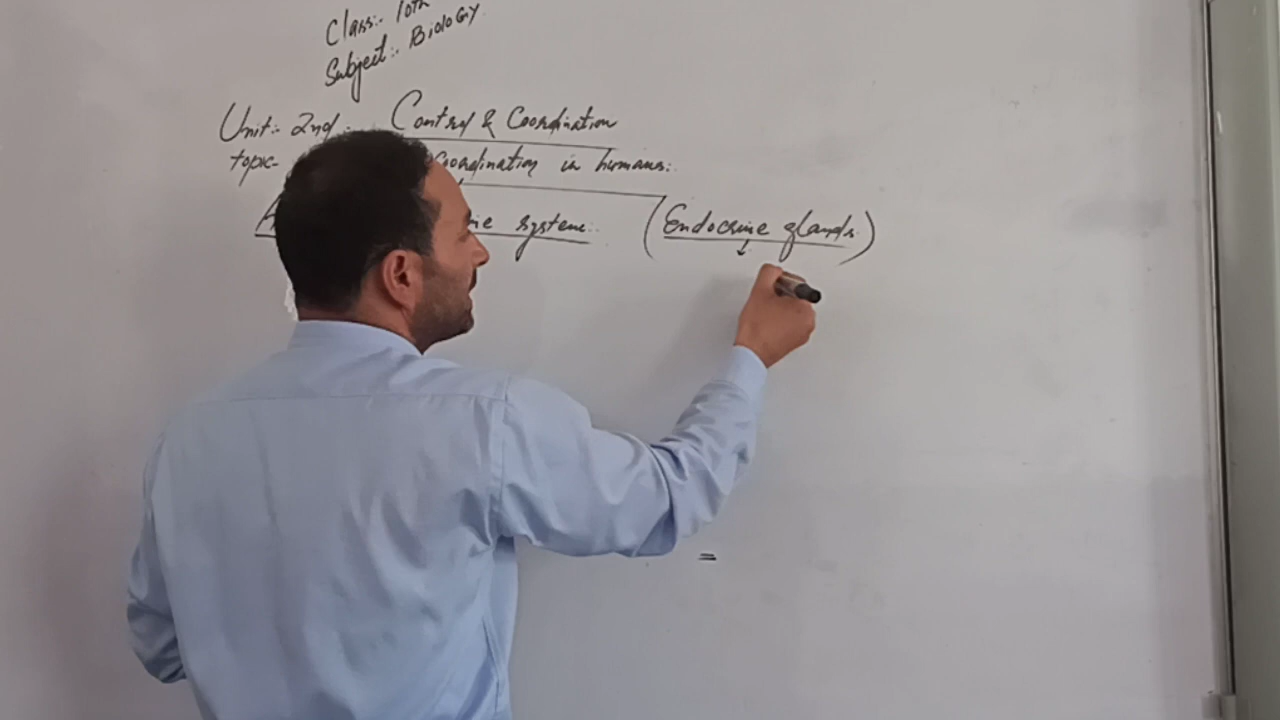 Class:- 10th
Subject:- Biology
Unit:- 2nd:- Control & Coordination
topic- Coordination in humans:
system:. (Endocrine glands.)